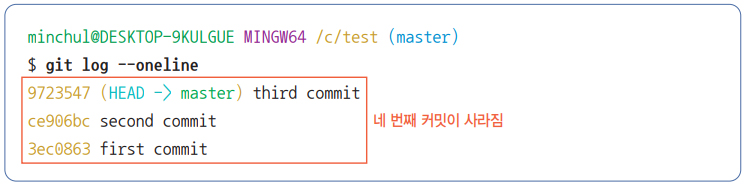 minchul@DESKTOP-9KULGUE MINGW64 /c/test (master)
$ git log --oneline
9723547 (HEAD -> master) third commit
ce906bc second commit
3ec0863 first commit
네 번째 커밋이 사라짐